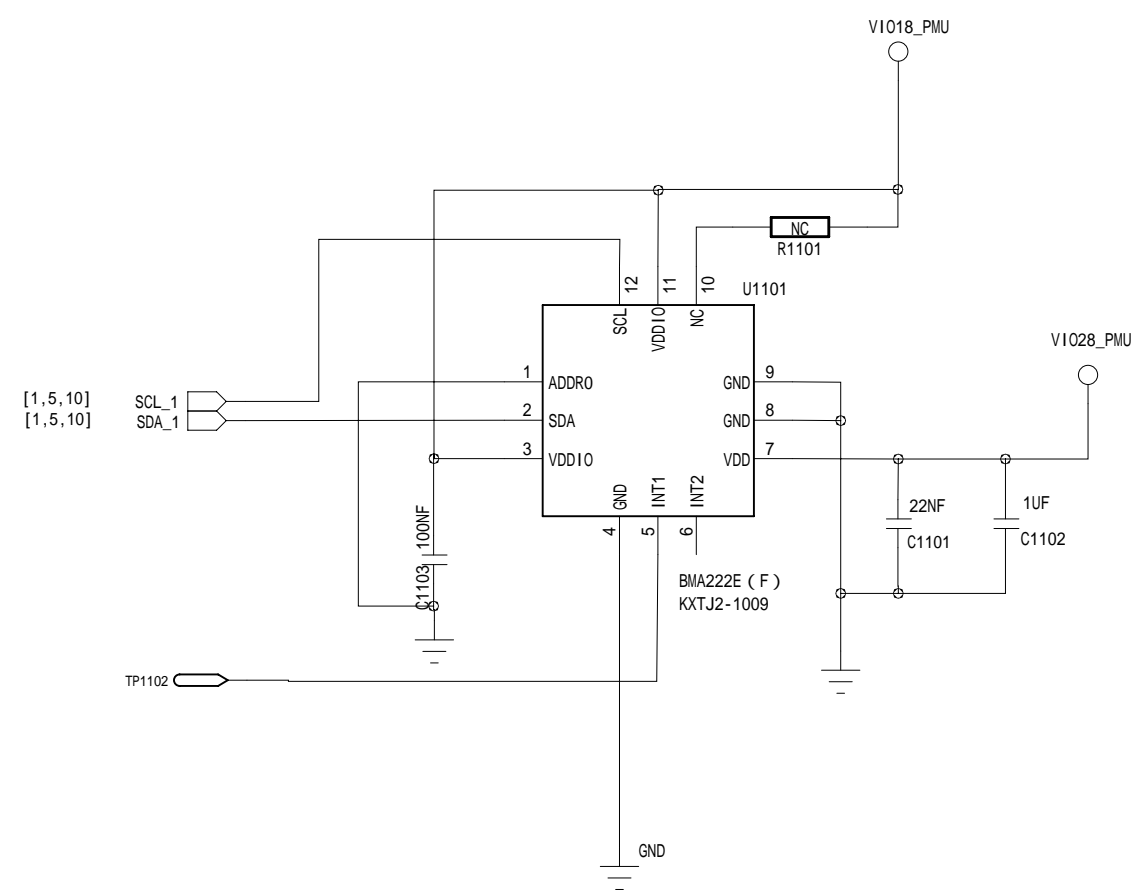 VIO18_PMU
NC
R1101
12
11
10
U1101
SCL
VDDIO
NC
VIO28_PMU
1
ADDR0
GND
9
[1,5,10]
SCL_1
[1,5,10]
SDA_1
2
SDA
GND
8
3
VDDIO
VDD
7
GND
INT1
INT2
4
5
6
100NF
C1103
22NF
C1101
1UF
C1102
BMA222E (F)
KXTJ2-1009
TP1102
GND